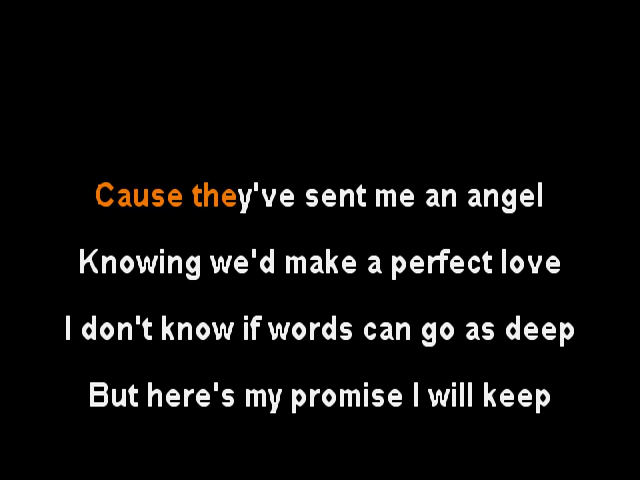 Cause they've sent me an angel
Knowing we'd make a perfect love
I don't know if words can go as deep
But here's my promise I will keep